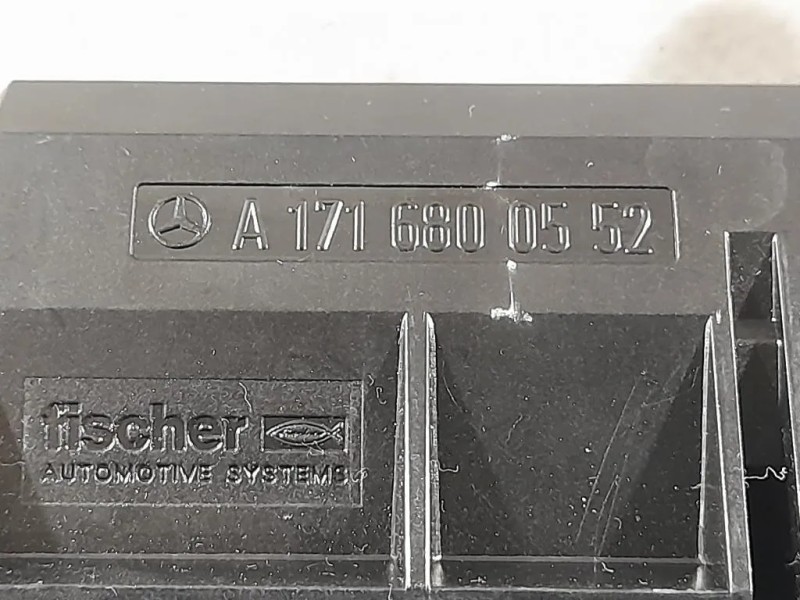 A 171 680 05 52
fischer
AUTOMOTIVE SYSTEMS